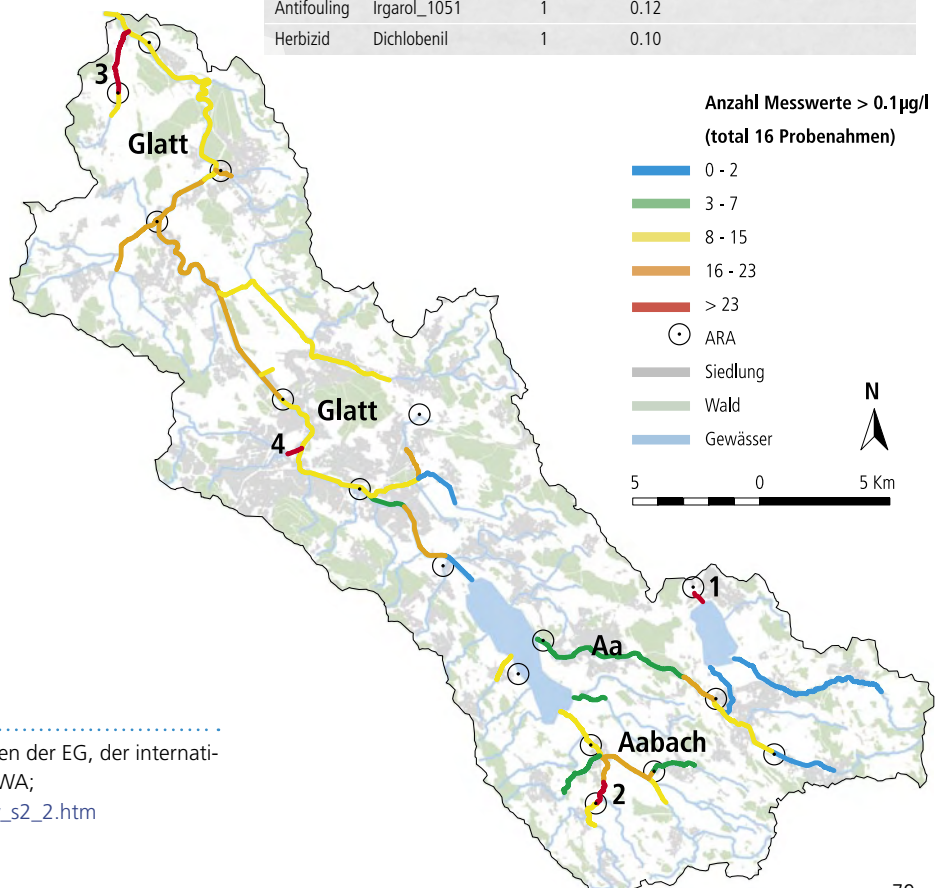 Antifouling Irgarol_1051 1 0.12
Herbizid Dichlobenil 1 0.10
Anzahl Messwerte > 0.1µg/l
(total 16 Probenahmen)
0 - 2
3 - 7
8 - 15
16 - 23
> 23
ARA
Siedlung
Wald
Gewässer
N
5 0 5 Km
3
Glatt
Glatt
4
1
Aa
Aabach
2
en der EG, der internati-
WA;
_s2_2.htm